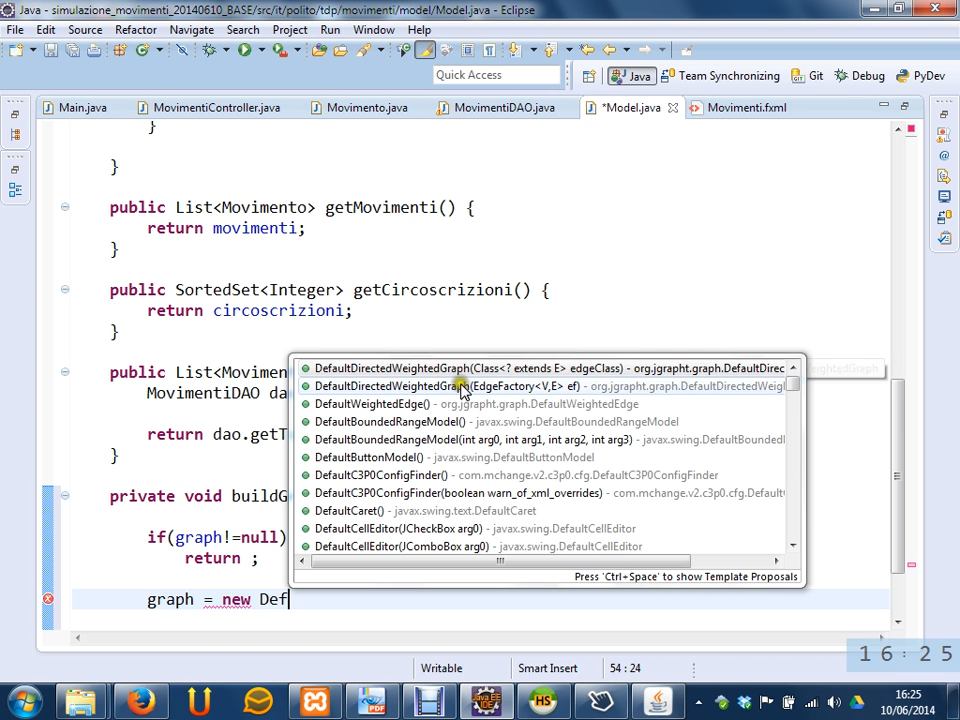 Java - simulazione_movimenti_20140610_BASE/src/it/polito/tdp/movimenti/model/Model.java - Eclipse
File Edit Source Refactor Navigate Search Project Run Window Help
Quick Access
Java Team Synchronizing Git Debug PyDev
Main.java MovimentiController.java Movimento.java MovimentiDAO.java *Model.java Movimenti.fxml
}
}
public List<Movimento> getMovimenti() {
return movimenti;
}
public SortedSet<Integer> getCircoscrizioni() {
return circoscrizioni;
}
public List<Movimen
MovimentiDAO da
return dao.getT
}
private void buildG
if(graph!=null)
return ;
graph = new Def
DefaultDirectedWeightedGraph(Class<? extends E> edgeClass) - org.jgrapht.graph.DefaultDirec
DefaultDirectedWeightedGraph(EdgeFactory<V,E> ef) - org.jgrapht.graph.DefaultDirectedWeig
DefaultWeightedEdge() - org.jgrapht.graph.DefaultWeightedEdge
DefaultBoundedRangeModel() - javax.swing.DefaultBoundedRangeModel
DefaultBoundedRangeModel(int arg0, int arg1, int arg2, int arg3) - javax.swing.DefaultBounded
DefaultButtonModel() - javax.swing.DefaultButtonModel
DefaultC3P0ConfigFinder() - com.mchange.v2.c3p0.cfg.DefaultC3P0ConfigFinder
DefaultC3P0ConfigFinder(boolean warn_of_xml_overrides) - com.mchange.v2.c3p0.cfg.Default
DefaultCaret() - javax.swing.text.DefaultCaret
DefaultCellEditor(JCheckBox arg0) - javax.swing.DefaultCellEditor
DefaultCellEditor(JComboBox arg0) - javax.swing.DefaultCellEditor
Press 'Ctrl+Space' to show Template Proposals
16:25
Writable Smart Insert 54 : 24
16:25
10/06/2014